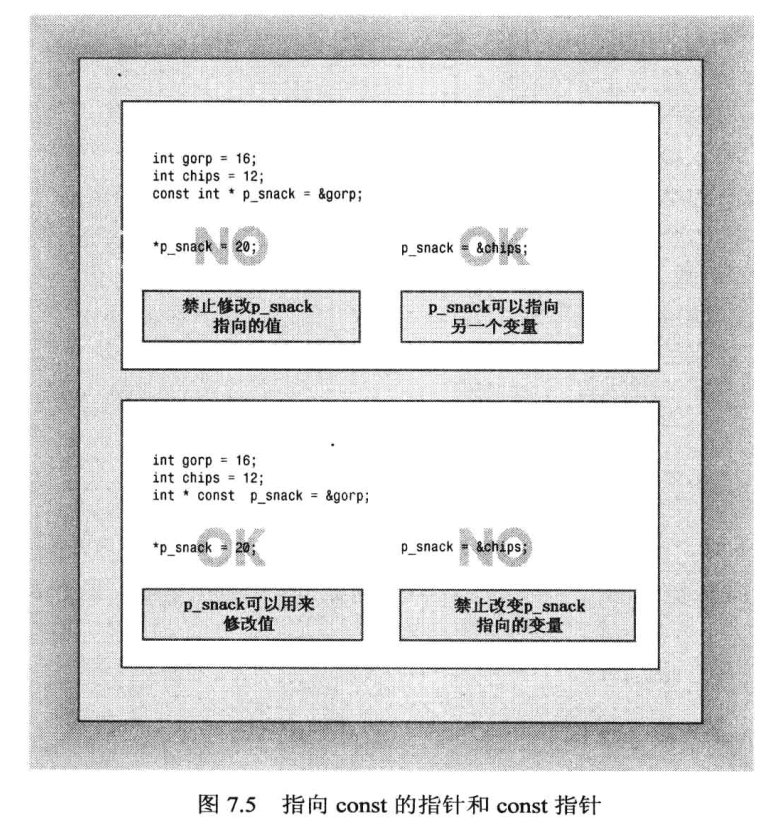 int gorp = 16;
int chips = 12;
const int * p_snack = &gorp;
*p_snack = 20;
NO
p_snack = &chips;
OK
禁止修改p_snack
指向的值
p_snack可以指向
另一个变量
int gorp = 16;
int chips = 12;
int * const  p_snack = &gorp;
*p_snack = 20;
OK
p_snack = &chips;
NO
p_snack可以用来
修改值
禁止改变p_snack
指向的变量
图 7.5 指向 const 的指针和 const 指针